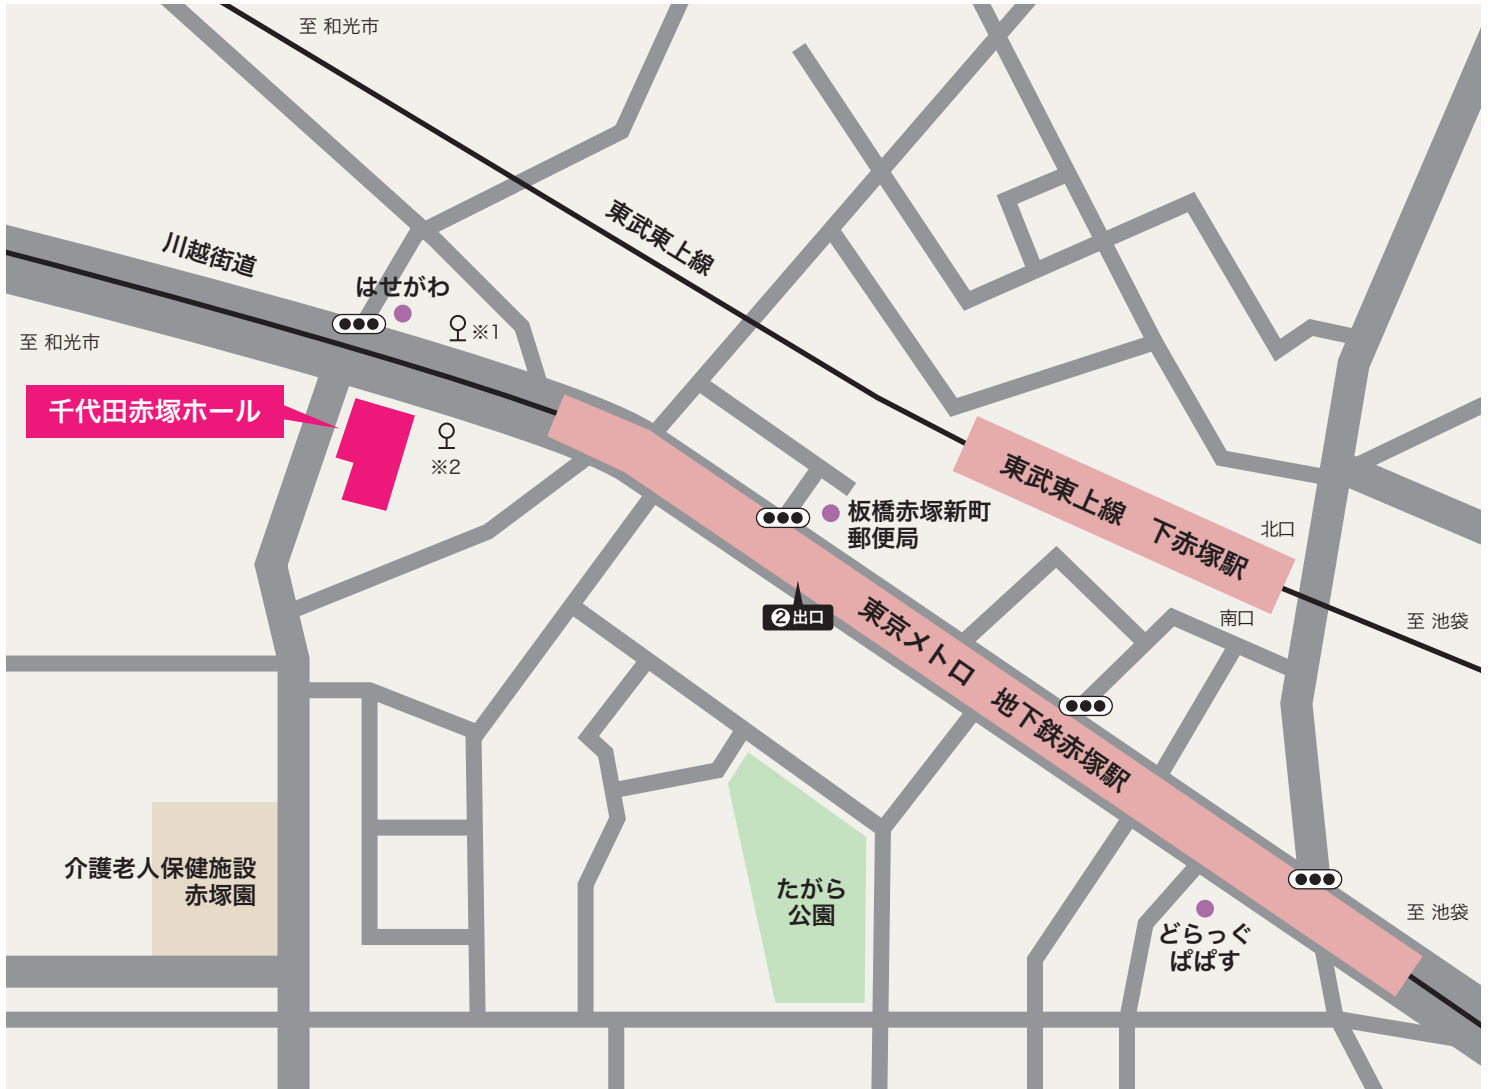 至 和光市
東武東上線
川越街道
はせがわ
※1
至 和光市
千代田赤塚ホール
※2
東武東上線 下赤塚駅
北口
板橋赤塚新町
郵便局
2出口
南口
至 池袋
東京メトロ 地下鉄赤塚駅
介護老人保健施設
赤塚園
たがら
公園
至 池袋
どらっぐ
ぱぱす